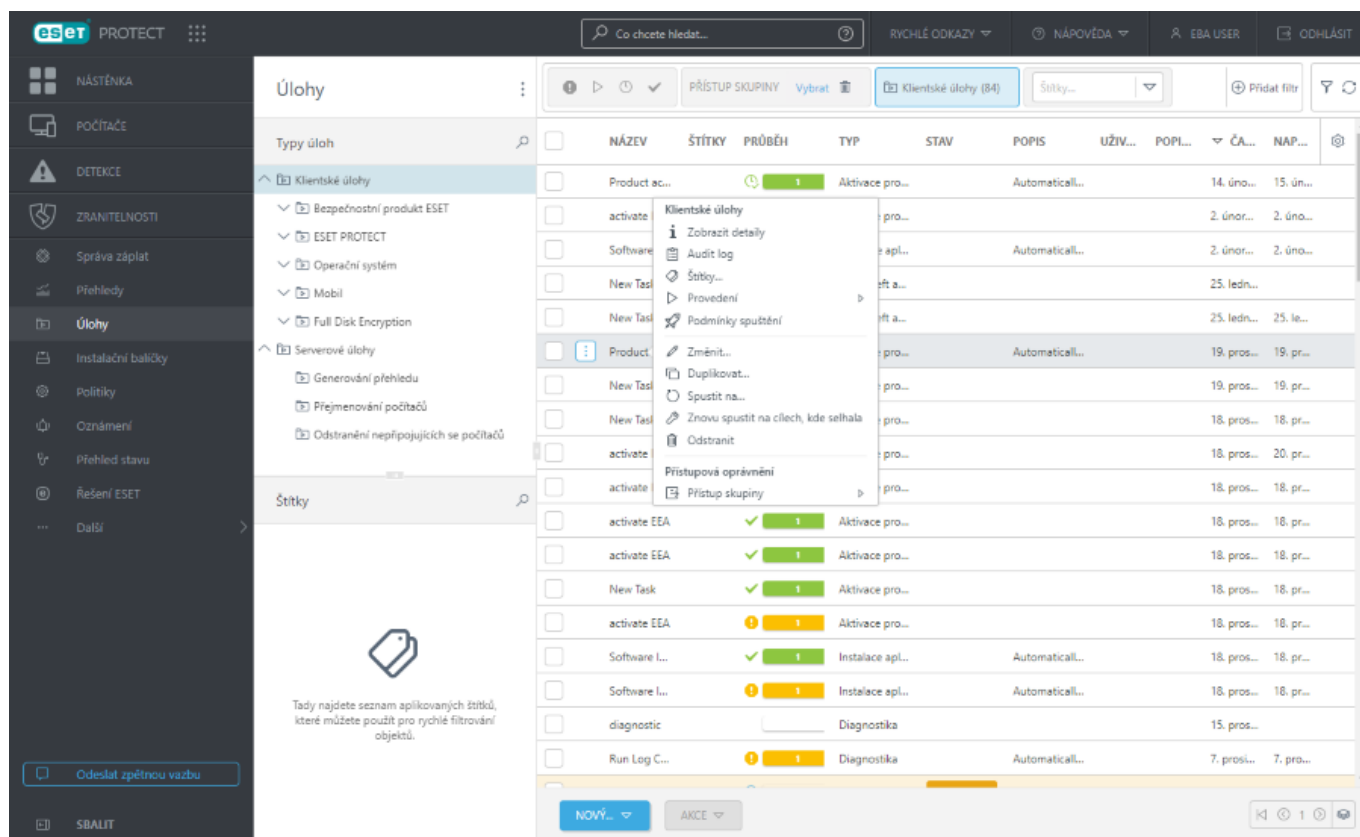 eset PROTECT
Co chcete hledat...
RYCHLÉ ODKAZY
NÁPOVĚDA
EBA USER
ODHLÁSIT
NÁSTĚNKA
POČÍTAČE
DETEKCE
ZRANITELNOSTI
Správa záplat
Přehledy
Úlohy
Instalační balíčky
Politiky
Oznámení
Přehled stavu
Řešení ESET
Další
Odeslat zpětnou vazbu
SBALIT
Úlohy
Typy úloh
Klientské úlohy
Bezpečnostní produkt ESET
ESET PROTECT
Operační systém
Mobil
Full Disk Encryption
Serverové úlohy
Generování přehledu
Přejmenování počítačů
Odstranění nepřipojujících se počítačů
Štítky
Tady najdete seznam aplikovaných štítků,
které můžete použít pro rychlé filtrování
objektů.
PŘÍSTUP SKUPINY Vybrat
Klientské úlohy (84)
Štítky...
Přidat filtr
NÁZEV ŠTÍTKY PRŮBĚH TYP STAV POPIS UŽIV... POPI... ČA... NAP...
Product ac... 1 Aktivace pro... Automaticall... 14. úno... 15. ún...
activate pro... 2. únor... 2. úno...
Software apl... Automaticall... 2. únor... 2. úno...
New Tas ft a... 25. ledn...
New Tas ft a... 25. ledn... 25. le...
Product pro... Automaticall... 19. pros... 19. pr...
New Tas pro... 19. pros... 19. pr...
New Tas pro... 18. pros... 18. pr...
activate pro... 18. pros... 20. pr...
activate pro... 18. pros... 18. pr...
activate EEA 1 Aktivace pro... 18. pros... 18. pr...
activate EEA 1 Aktivace pro... 18. pros... 18. pr...
New Task 1 Aktivace pro... 18. pros... 18. pr...
activate EEA 1 Aktivace pro... 18. pros... 18. pr...
Software I... 1 Instalace apl... Automaticall... 18. pros... 18. pr...
Software I... 1 Instalace apl... Automaticall... 18. pros... 18. pr...
diagnostic Diagnostika 15. pros...
Run Log C... 1 Diagnostika Automaticall... 7. prosi... 7. pro...
Klientské úlohy
Zobrazit detaily
Audit log
Štítky...
Provedení
Podmínky spuštění
Změnit...
Duplikovat...
Spustit na...
Znovu spustit na cílech, kde selhala
Odstranit
Přístupová oprávnění
Přístup skupiny
NOVÝ...
AKCE
1